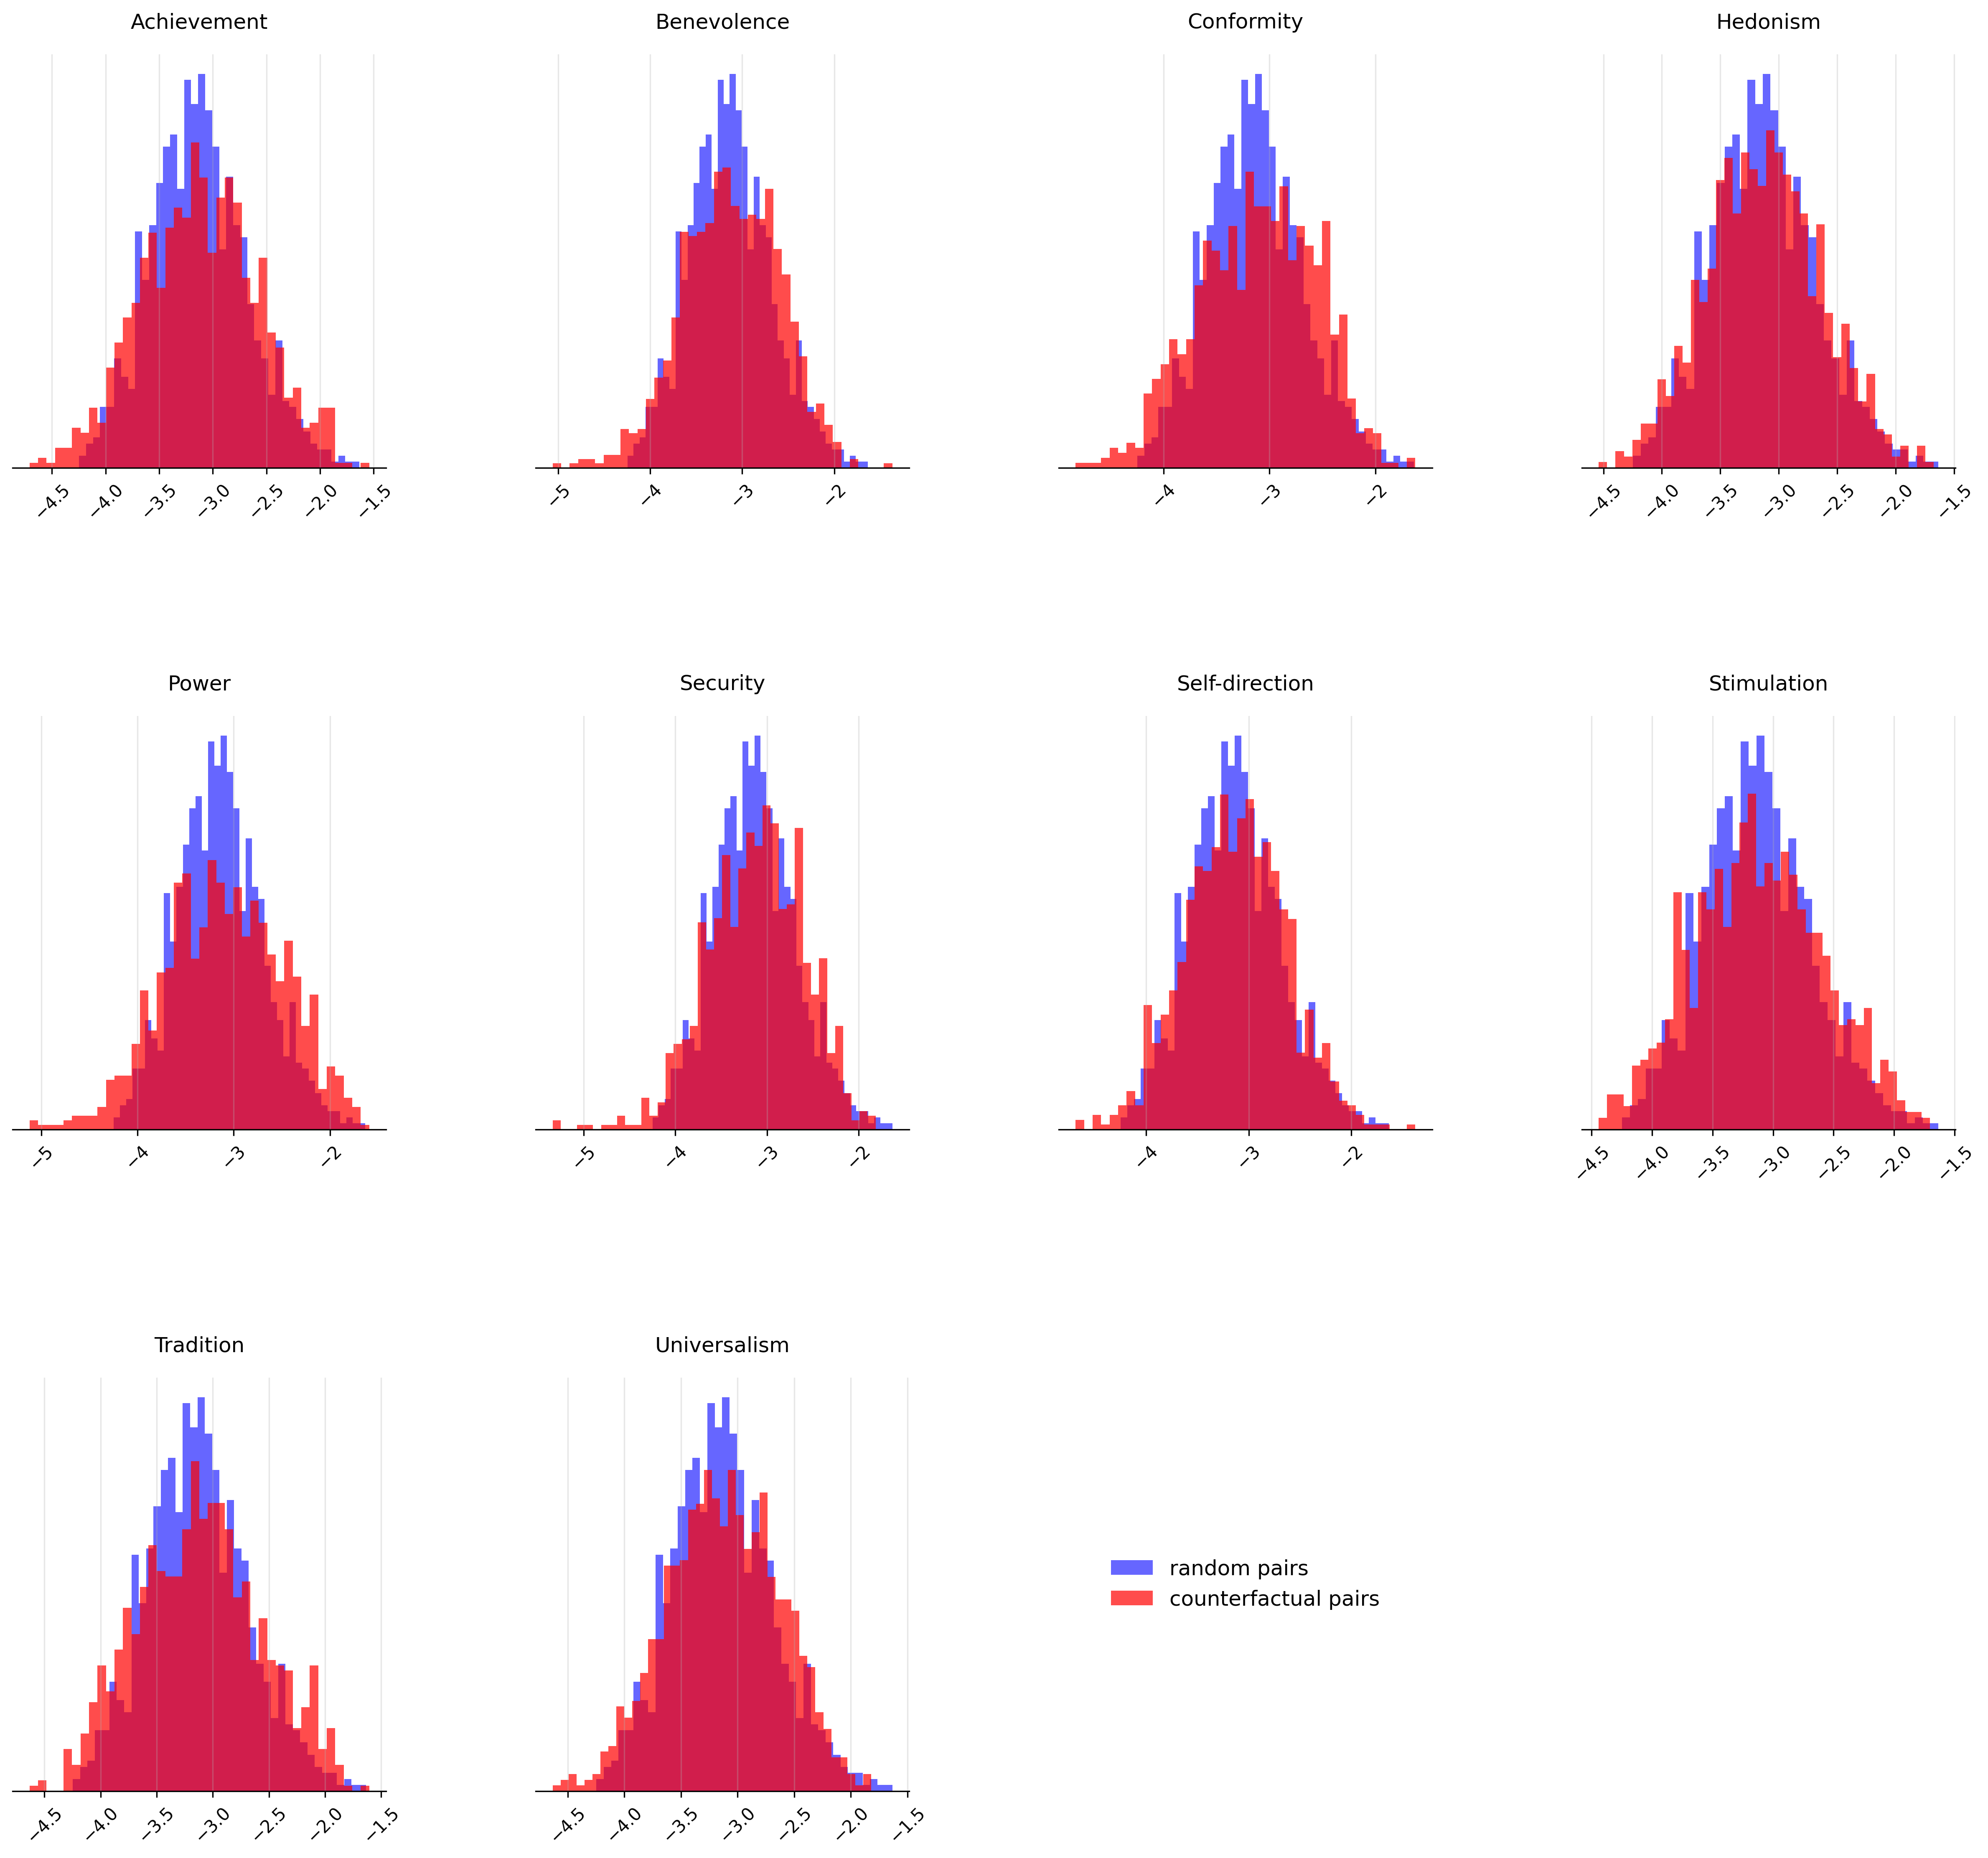 Achievement Benevolence Conformity Hedonism
−4.5 −4.0 −3.5 −3.0 −2.5 −2.0 −1.5 −5 −4 −3 −2 −4 −3 −2 −4.5 −4.0 −3.5 −3.0 −2.5 −2.0 −1.5
Power Security Self-direction Stimulation
−5 −4 −3 −2 −5 −4 −3 −2 −4 −3 −2 −4.5 −4.0 −3.5 −3.0 −2.5 −2.0 −1.5
Tradition Universalism
random pairs
counterfactual pairs
−4.5 −4.0 −3.5 −3.0 −2.5 −2.0 −1.5 −4.5 −4.0 −3.5 −3.0 −2.5 −2.0 −1.5